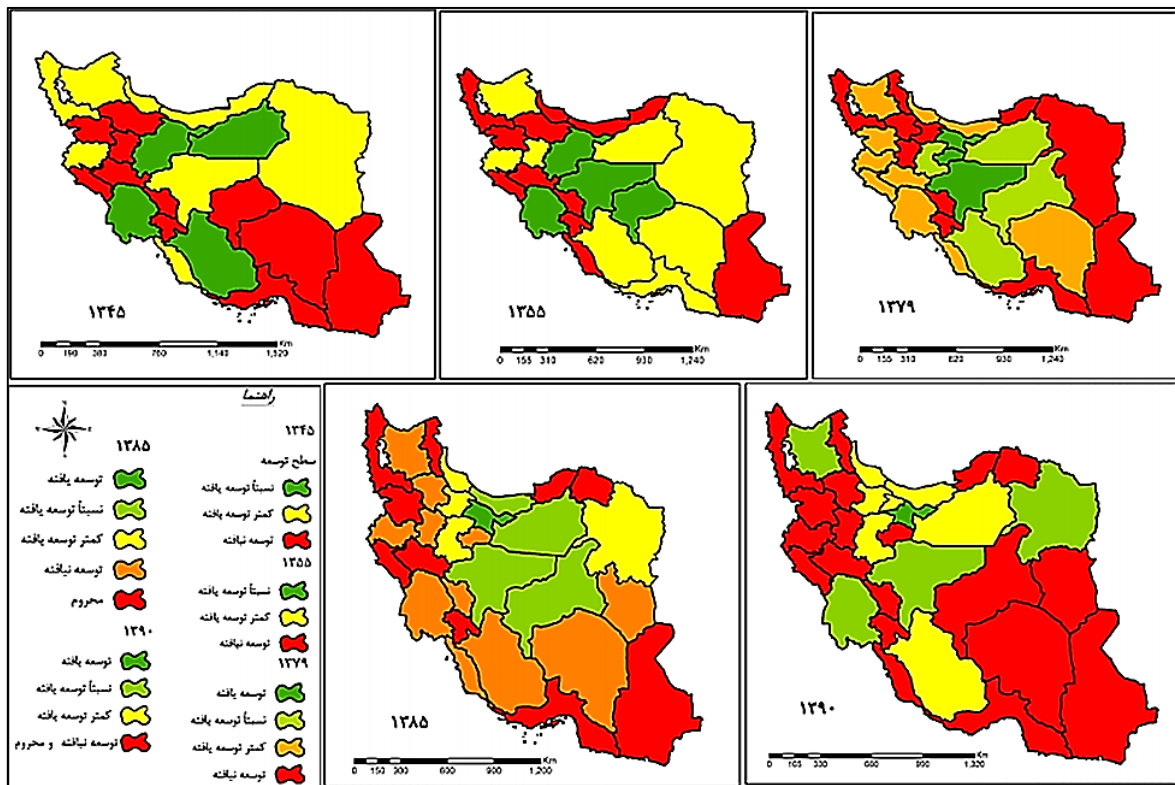 ۱۳۴۵
0 190 380 760 1,140 1,520 Km
۱۳۵۵
0 155 310 620 930 1,240 Km
۱۳۷۹
0 155 310 620 930 1,240 Km
راهنما
۱۳۴۵
سطح توسعه
نسبتاً توسعه یافته
کمتر توسعه یافته
توسعه نیافته
۱۳۵۵
نسبتاً توسعه یافته
کمتر توسعه یافته
توسعه نیافته
۱۳۷۹
توسعه یافته
نسبتاً توسعه یافته
کمتر توسعه یافته
توسعه نیافته
۱۳۸۵
توسعه یافته
نسبتاً توسعه یافته
کمتر توسعه یافته
توسعه نیافته
محروم
۱۳۹۰
توسعه یافته
نسبتاً توسعه یافته
کمتر توسعه یافته
توسعه نیافته و محروم
۱۳۸۵
0 150 300 600 900 1,200 Km
۱۳۹۰
0 600 900 1,200 Km